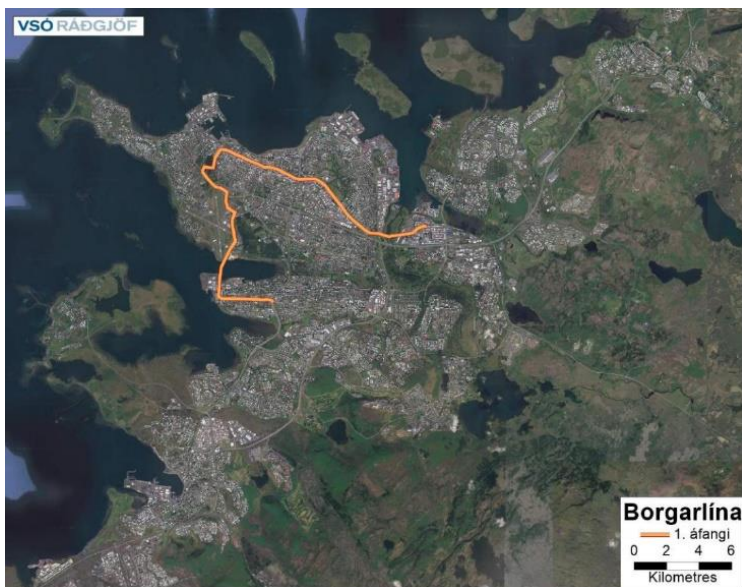 VSÓ RÁÐGJÖF
Borgarlína
1. áfangi
0 2 4 6
Kilometres